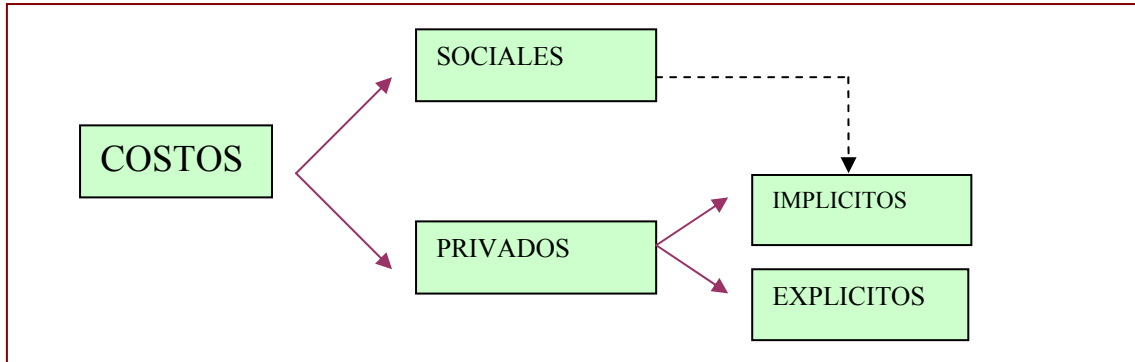 SOCIALES
COSTOS
IMPLICITOS
PRIVADOS
EXPLICITOS